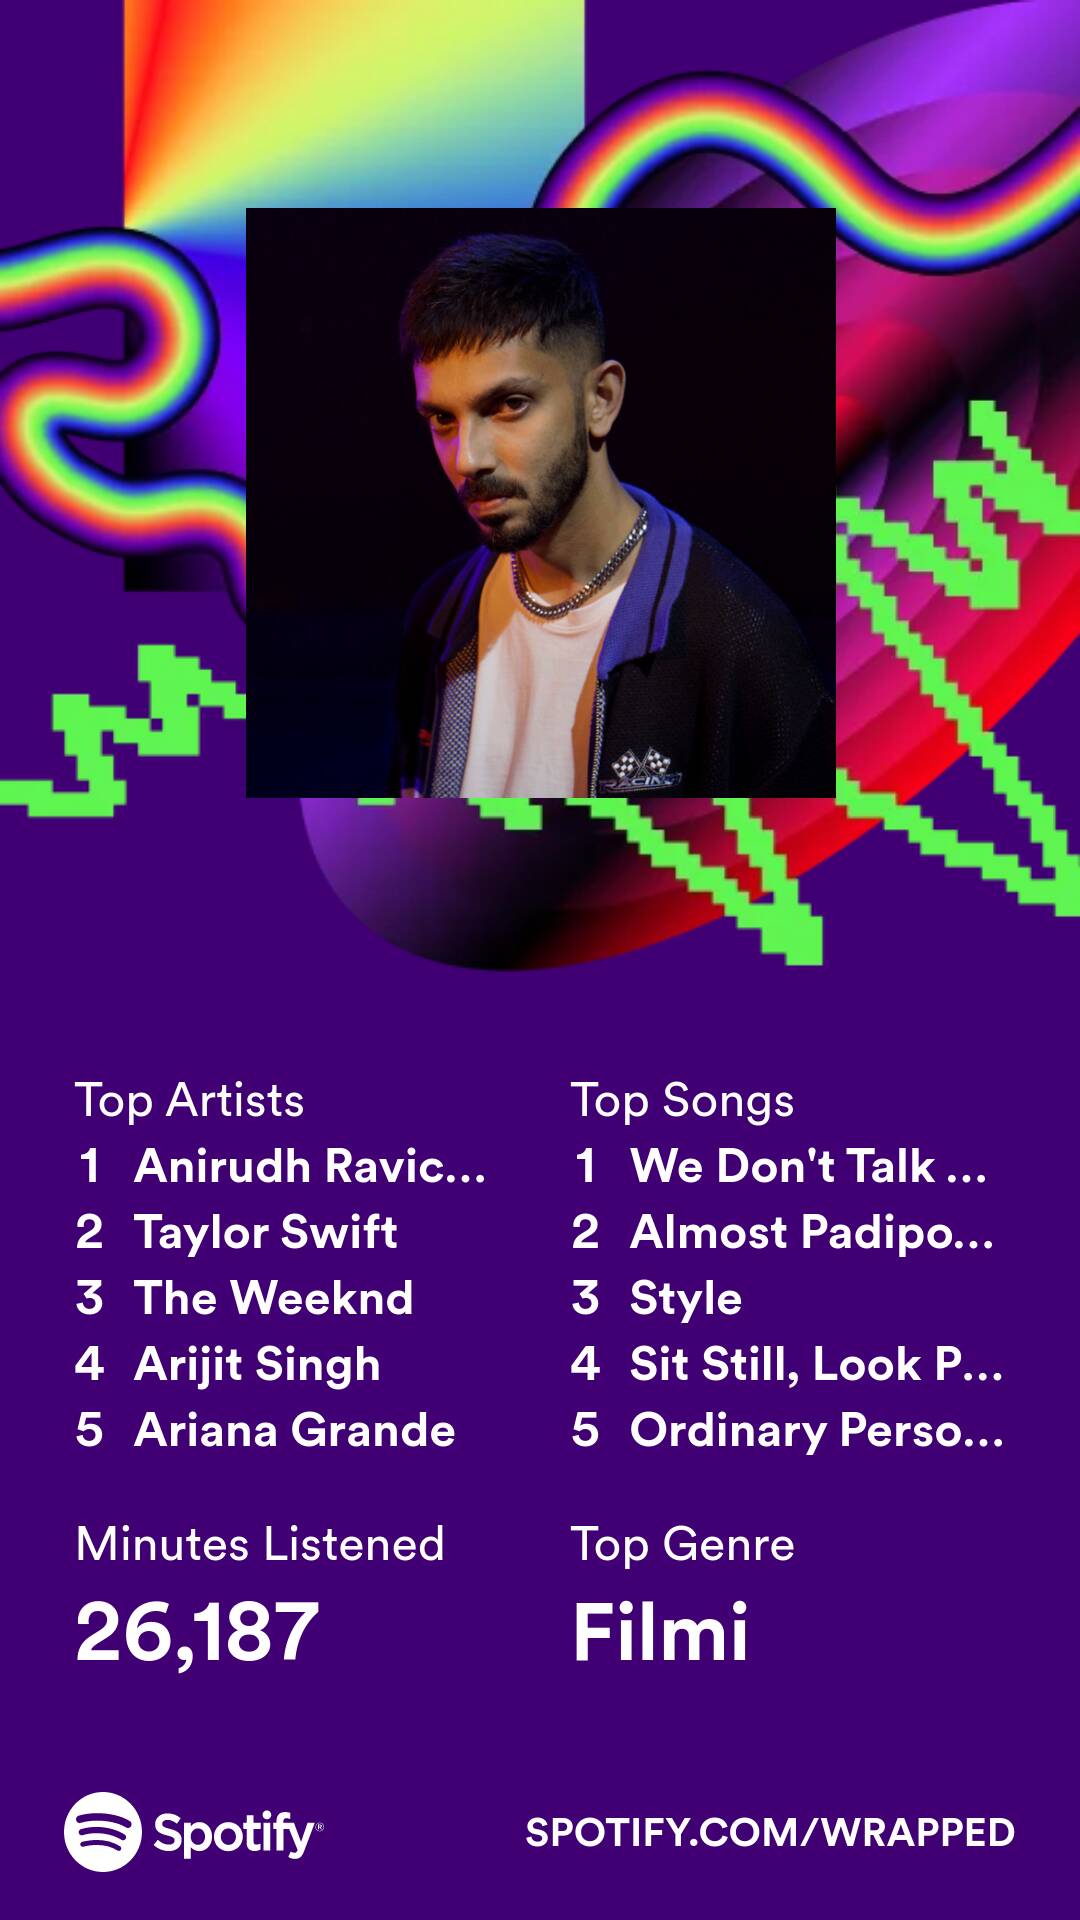 RACING
Top Artists
1 Anirudh Ravic...
2 Taylor Swift
3 The Weeknd
4 Arijit Singh
5 Ariana Grande
Top Songs
1 We Don't Talk ...
2 Almost Padipo...
3 Style
4 Sit Still, Look P...
5 Ordinary Perso...
Minutes Listened
26,187
Top Genre
Filmi
Spotify®
SPOTIFY.COM/WRAPPED